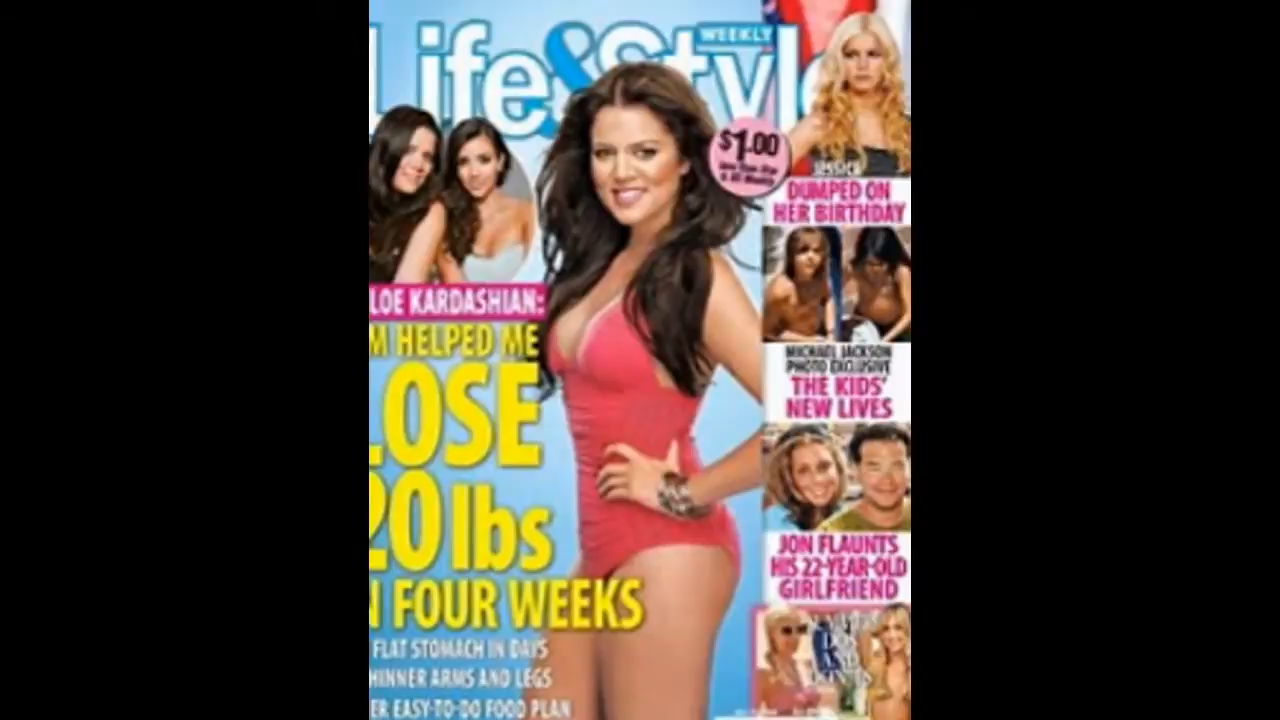 WEEKLY
Life&Style
$1.00
JESSICA
DUMPED ON
HER BIRTHDAY
LOE KARDASHIAN:
M HELPED ME
LOSE
20 lbs
N FOUR WEEKS
FLAT STOMACH IN DAYS
HINNER ARMS AND LEGS
ER EASY-TO-DO FOOD PLAN
MICHAEL JACKSON
PHOTO EXCLUSIVE
THE KIDS'
NEW LIVES
JON FLAUNTS
HIS 22-YEAR-OLD
GIRLFRIEND
AND